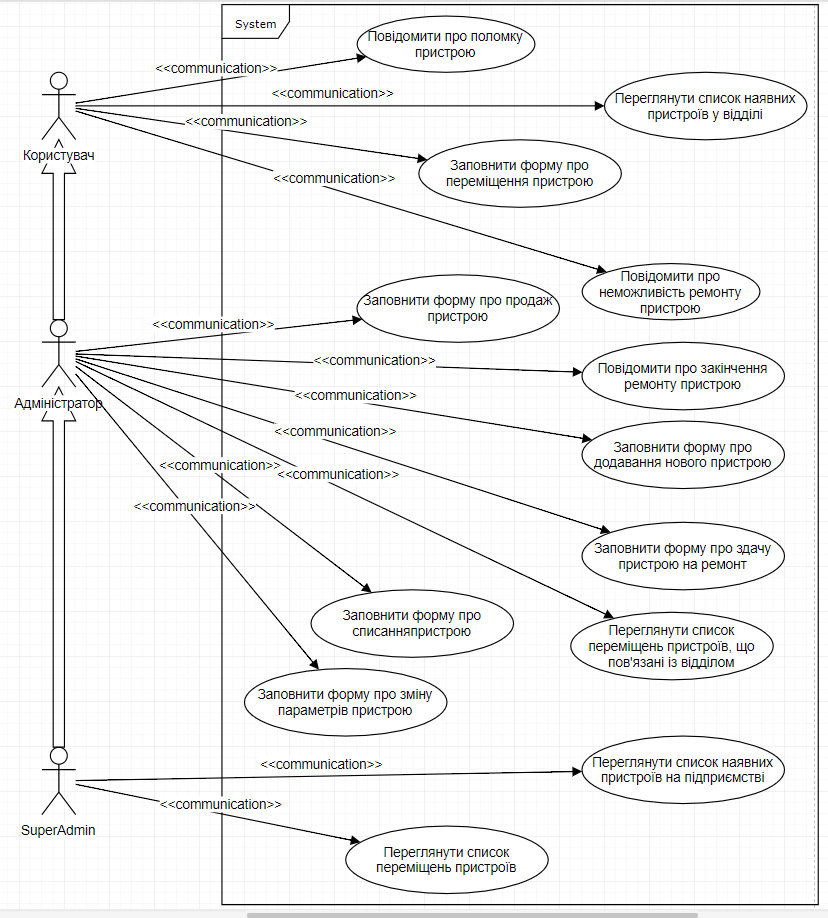 System
Повідомити про поломку
пристрою
<<communication>>
<<communication>>
Переглянути список наявних
пристроїв у відділі
<<communication>>
Користувач
Заповнити форму про
переміщення пристрою
<<communication>>
Повідомити про
неможливість ремонту
пристрою
Заповнити форму про продаж
пристрою
<<communication>>
<<communication>>
Повідомити про закінчення
ремонту пристрою
<<communication>>
Адміністратор
<<communication>>
Заповнити форму про
додавання нового пристрою
<<communication>>
<<communication>>
<<communication>>
Заповнити форму про здачу
пристрою на ремонт
Заповнити форму про
списанняпристрою
Переглянути список
переміщень пристроїв, що
пов'язані із відділом
Заповнити форму про зміну
параметрів пристрою
<<communication>>
Переглянути список наявних
пристроїв на підприємстві
<<communication>>
SuperAdmin
Переглянути список
переміщень пристроїв